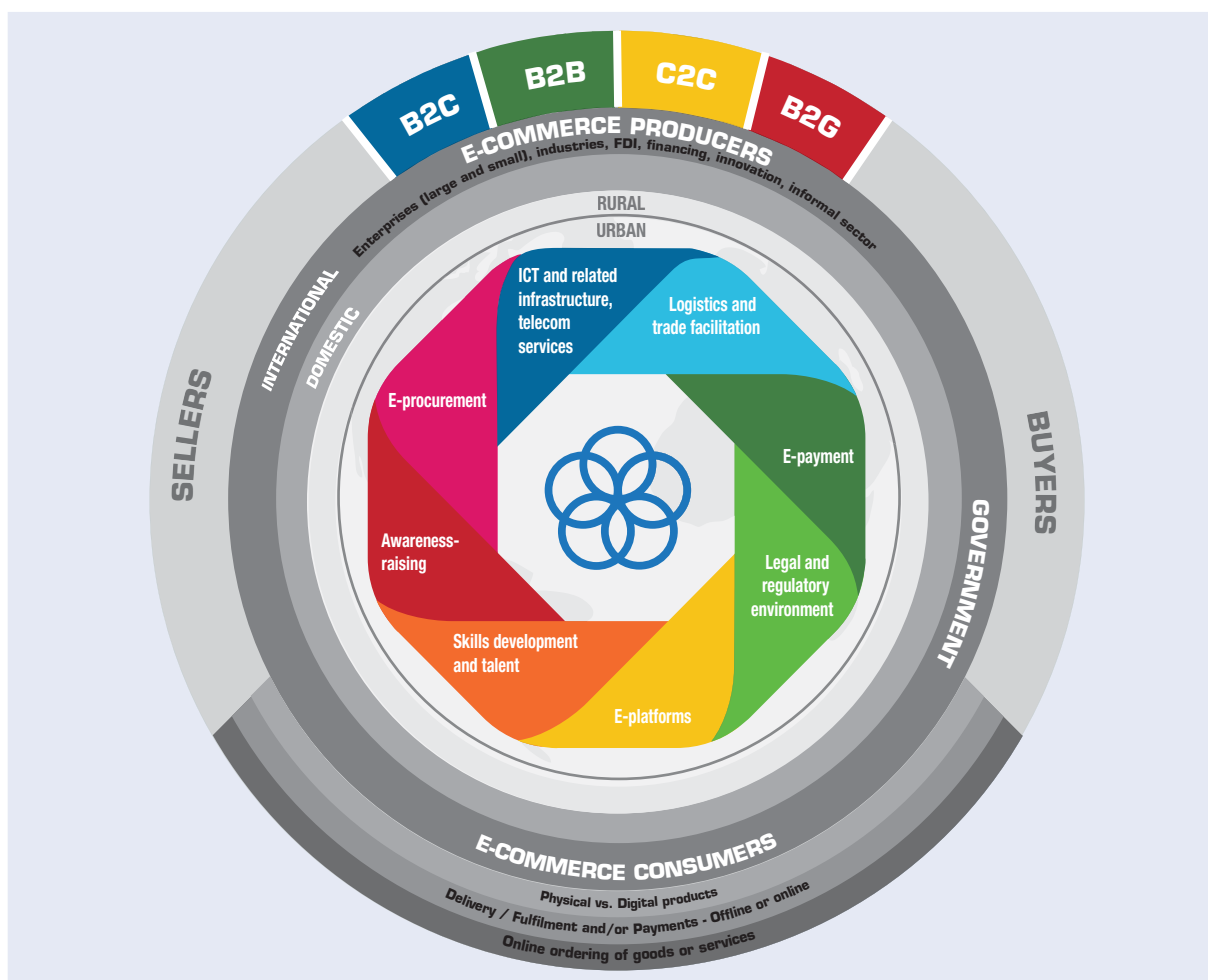 B2C
B2B
C2C
B2G
E-COMMERCE PRODUCERS
Enterprises (large and small), industries, FDI, financing, innovation, informal sector
RURAL
URBAN
INTERNATIONAL
DOMESTIC
SELLERS
BUYERS
GOVERNMENT
ICT and related
infrastructure,
telecom
services
Logistics and
trade facilitation
E-procurement
E-payment
Awareness-
raising
Legal and
regulatory
environment
Skills development
and talent
E-platforms
E-COMMERCE CONSUMERS
Physical vs. Digital products
Delivery / Fulfilment and/or Payments - Offline or online
Online ordering of goods or services